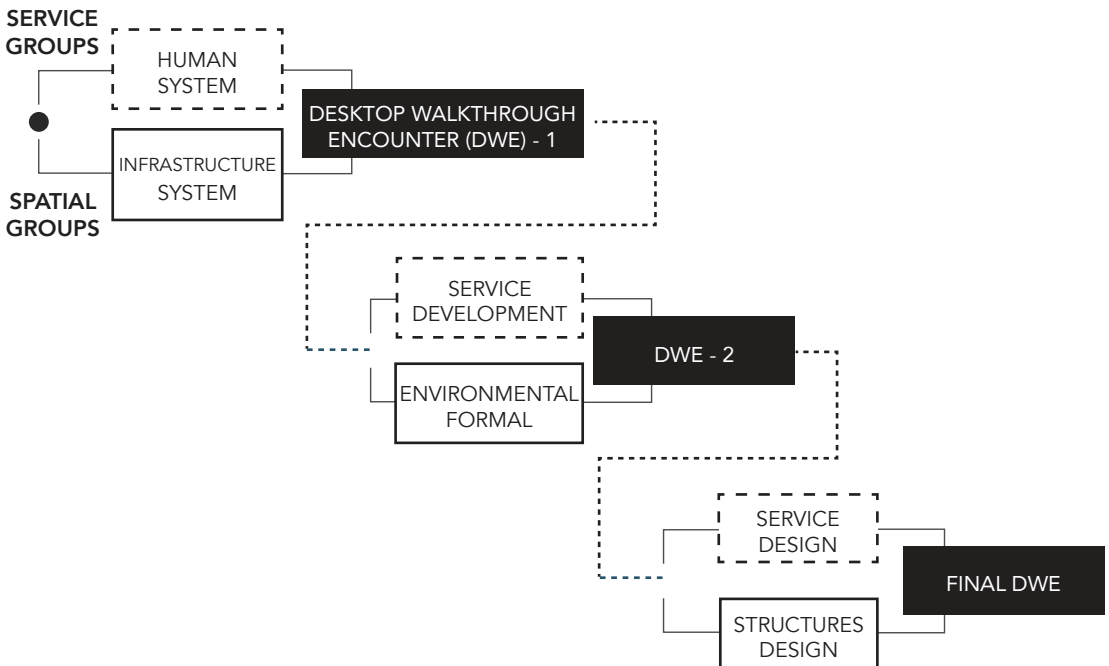 SERVICE
GROUPS
HUMAN
SYSTEM
DESKTOP WALKTHROUGH
ENCOUNTER (DWE) - 1
INFRASTRUCTURE
SYSTEM
SPATIAL
GROUPS
SERVICE
DEVELOPMENT
DWE - 2
ENVIRONMENTAL
FORMAL
SERVICE
DESIGN
FINAL DWE
STRUCTURES
DESIGN